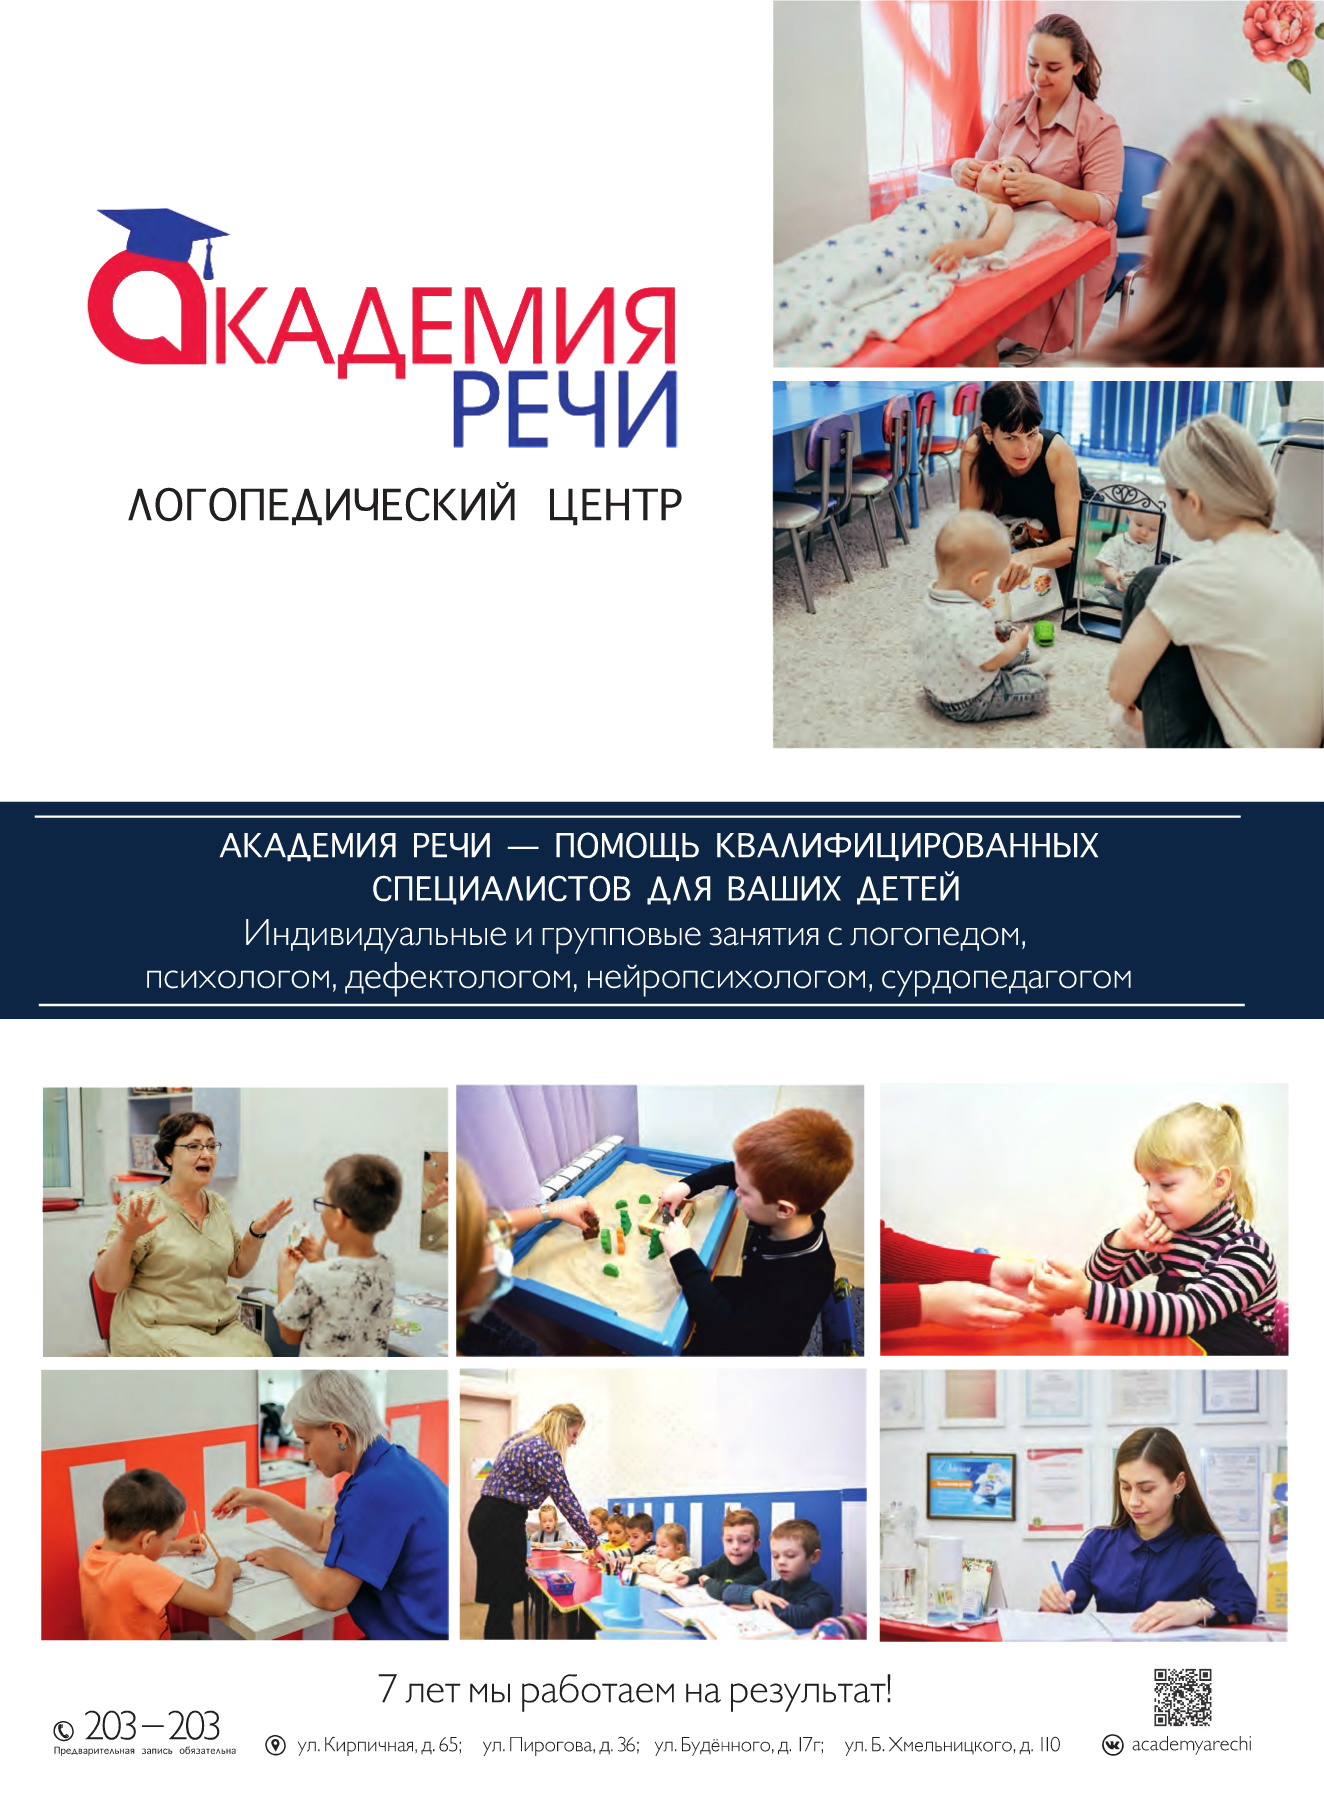 АКАДЕМИЯ
РЕЧИ
ЛОГОПЕДИЧЕСКИЙ ЦЕНТР
АКАДЕМИЯ РЕЧИ — ПОМОЩЬ КВАЛИФИЦИРОВАННЫХ
СПЕЦИАЛИСТОВ ДЛЯ ВАШИХ ДЕТЕЙ
Индивидуальные и групповые занятия с логопедом,
психологом, дефектологом, нейропсихологом, сурдопедагогом
7 лет мы работаем на результат!
203—203
Предварительная запись обязательна
ул. Кирпичная, д. 65; ул. Пирогова, д. 36; ул. Будённого, д. 17г; ул. Б. Хмельницкого, д. 110
academyarechi